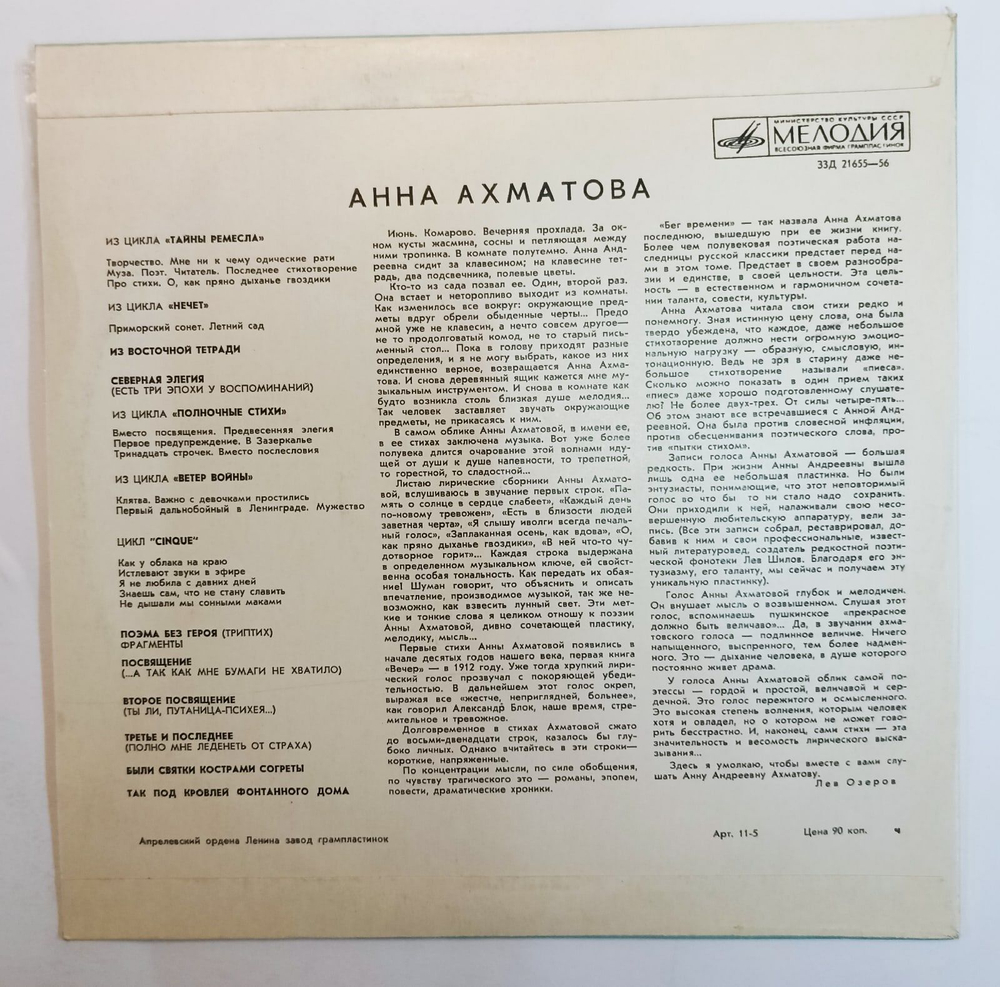 МИНИСТЕРСТВО КУЛЬТУРЫ СССР
МЕЛОДИЯ
ВСЕСОЮЗНАЯ ФИРМА ГРАМПЛАСТИНОК
33Д 21655—56
АННА АХМАТОВА
ИЗ ЦИКЛА «ТАЙНЫ РЕМЕСЛА»
Творчество. Мне ни к чему одические рати
Муза. Поэт. Читатель. Последнее стихотворение
Про стихи. О, как пряно дыханье гвоздики
ИЗ ЦИКЛА «НЕЧЕТ»
Приморский сонет. Летний сад
ИЗ ВОСТОЧНОЙ ТЕТРАДИ
СЕВЕРНАЯ ЭЛЕГИЯ
(ЕСТЬ ТРИ ЭПОХИ У ВОСПОМИНАНИЙ)
ИЗ ЦИКЛА «ПОЛНОЧНЫЕ СТИХИ»
Вместо посвящения. Предвесенняя элегия
Первое предупреждение. В Зазеркалье
Тринадцать строчек. Вместо послесловия
ИЗ ЦИКЛА «ВЕТЕР ВОЙНЫ»
Клятва. Важно с девочками простились
Первый дальнобойный в Ленинграде. Мужество
ЦИКЛ "CINQUE"
Как у облака на краю
Истлевают звуки в эфире
Я не любила с давних дней
Знаешь сам, что не стану славить
Не дышали мы сонными маками
ПОЭМА БЕЗ ГЕРОЯ (ТРИПТИХ)
ФРАГМЕНТЫ
ПОСВЯЩЕНИЕ
(...А ТАК КАК МНЕ БУМАГИ НЕ ХВАТИЛО)
ВТОРОЕ ПОСВЯЩЕНИЕ
(ТЫ ЛИ, ПУТАНИЦА-ПСИХЕЯ...)
ТРЕТЬЕ И ПОСЛЕДНЕЕ
(ПОЛНО МНЕ ЛЕДЕНЕТЬ ОТ СТРАХА)
БЫЛИ СВЯТКИ КОСТРАМИ СОГРЕТЫ
ТАК ПОД КРОВЛЕЙ ФОНТАННОГО ДОМА
Июнь. Комарово. Вечерняя прохлада. За ок-
ном кусты жасмина, сосны и петляющая между
ними тропинка. В комнате полутемно. Анна Анд-
реевна сидит за клавесином; на клавесине тет-
радь, два подсвечника, полевые цветы.
Кто-то из сада позвал ее. Один, второй раз.
Она встает и неторопливо выходит из комнаты.
Как изменилось все вокруг: окружающие пред-
меты вдруг обрели обыденные черты... Предо
мной уже не клавесин, а нечто совсем другое—
не то продолговатый комод, не то старый пись-
менный стол... Пока в голову приходят разные
определения, и я не могу выбрать, какое из них
единственно верное, возвращается Анна Ахма-
това. И снова деревянный ящик кажется мне му-
зыкальным инструментом. И снова в комнате как
будто возникла столь близкая душе мелодия...
Так человек заставляет звучать окружающие
предметы, не прикасаясь к ним.
В самом облике Анны Ахматовой, в имени ее,
в ее стихах заключена музыка. Вот уже более
полувека длится очарование этой волнами иду-
щей от души к душе напевности, то трепетной,
то горестной, то сладостной...
Листаю лирические сборники Анны Ахмато-
вой, вслушиваюсь в звучание первых строк. «Па-
мять о солнце в сердце слабеет», «Каждый день
по-новому тревожен», «Есть в близости людей
заветная черта», «Я слышу иволги всегда печаль-
ный голос», «Заплаканная осень, как вдова», «О,
как пряно дыханье гвоздики», «В ней что-то чу-
дотворное горит»... Каждая строка выдержана
в определенном музыкальном ключе, ей свойст-
венна особая тональность. Как передать их обая-
ние! Шуман говорит, что объяснить и описать
впечатление, производимое музыкой, так же не-
возможно, как взвесить лунный свет. Эти мет-
кие и тонкие слова я целиком отношу к поэзии
Анны Ахматовой, дивно сочетающей пластику,
мелодику, мысль...
Первые стихи Анны Ахматовой появились в
начале десятых годов нашего века, первая книга
«Вечер» — в 1912 году. Уже тогда хрупкий лири-
ческий голос прозвучал с покоряющей убеди-
тельностью. В дальнейшем этот голос окреп,
выражая все «жестче, неприглядней, больнее»,
как говорил Александр Блок, наше время, стре-
мительное и тревожное.
Долговременное в стихах Ахматовой сжато
до восьми-двенадцати строк, казалось бы глу-
боко личных. Однако вчитайтесь в эти строки—
короткие, напряженные.
По концентрации мысли, по силе обобщения,
по чувству трагического это — романы, эпопеи,
повести, драматические хроники.
«Бег времени» — так назвала Анна Ахматова
последнюю, вышедшую при ее жизни книгу.
Более чем полувековая поэтическая работа на-
следницы русской классики предстает перед на-
ми в этом томе. Предстает в своем разнообра-
зии и единстве, в своей цельности. Эта цель-
ность — в естественном и гармоничном сочета-
нии таланта, совести, культуры.
Анна Ахматова читала свои стихи редко и
понемногу. Зная истинную цену слова, она была
твердо убеждена, что каждое, даже небольшое
стихотворение должно нести огромную эмоцио-
нальную нагрузку — образную, смысловую, ин-
тонационную. Ведь не зря в старину даже не-
большое стихотворение называли «пиеса».
Сколько можно показать в один прием таких
«пиес» даже хорошо подготовленному слушате-
лю? Не более двух-трех. От силы четыре-пять...
Об этом знают все встречавшиеся с Анной Анд-
реевной. Она была против словесной инфляции,
против обесценивания поэтического слова, про-
тив «пытки стихом».
Записи голоса Анны Ахматовой — большая
редкость. При жизни Анны Андреевны вышла
лишь одна ее небольшая пластинка. Но были
энтузиасты, понимающие, что этот неповторимый
голос во что бы то ни стало надо сохранить.
Они приходили к ней, налаживали свою несо-
вершенную любительскую аппаратуру, вели за-
пись. (Все эти записи собрал, реставрировал, до-
бавив к ним и свои профессиональные, извест-
ный литературовед, создатель редкостной поэти-
ческой фонотеки Лев Шилов. Благодаря его эн-
тузиазму, его таланту, мы сейчас и получаем эту
уникальную пластинку).
Голос Анны Ахматовой глубок и мелодичен.
Он внушает мысль о возвышенном. Слушая этот
голос, вспоминаешь пушкинское «прекрасное
должно быть величаво»... Да, в звучании ахма-
товского голоса — подлинное величие. Ничего
напыщенного, выспренного, тем более надмен-
ного. Это — дыхание человека, в душе которого
постоянно живет драма.
У голоса Анны Ахматовой облик самой по-
этессы — гордой и простой, величавой и сер-
дечной. Это голос пережитого и осмысленного.
Это высокая степень волнения, которым человек
хотя и овладел, но о котором не может гово-
рить бесстрастно. И, наконец, сами стихи — эта
значительность и весомость лирического выска-
зывания...
Здесь я умолкаю, чтобы вместе с вами слу-
шать Анну Андреевну Ахматову.
Лев Озеров
Апрелевский ордена Ленина завод грампластинок
Арт. 11-5
Цена 90 коп.
Ч